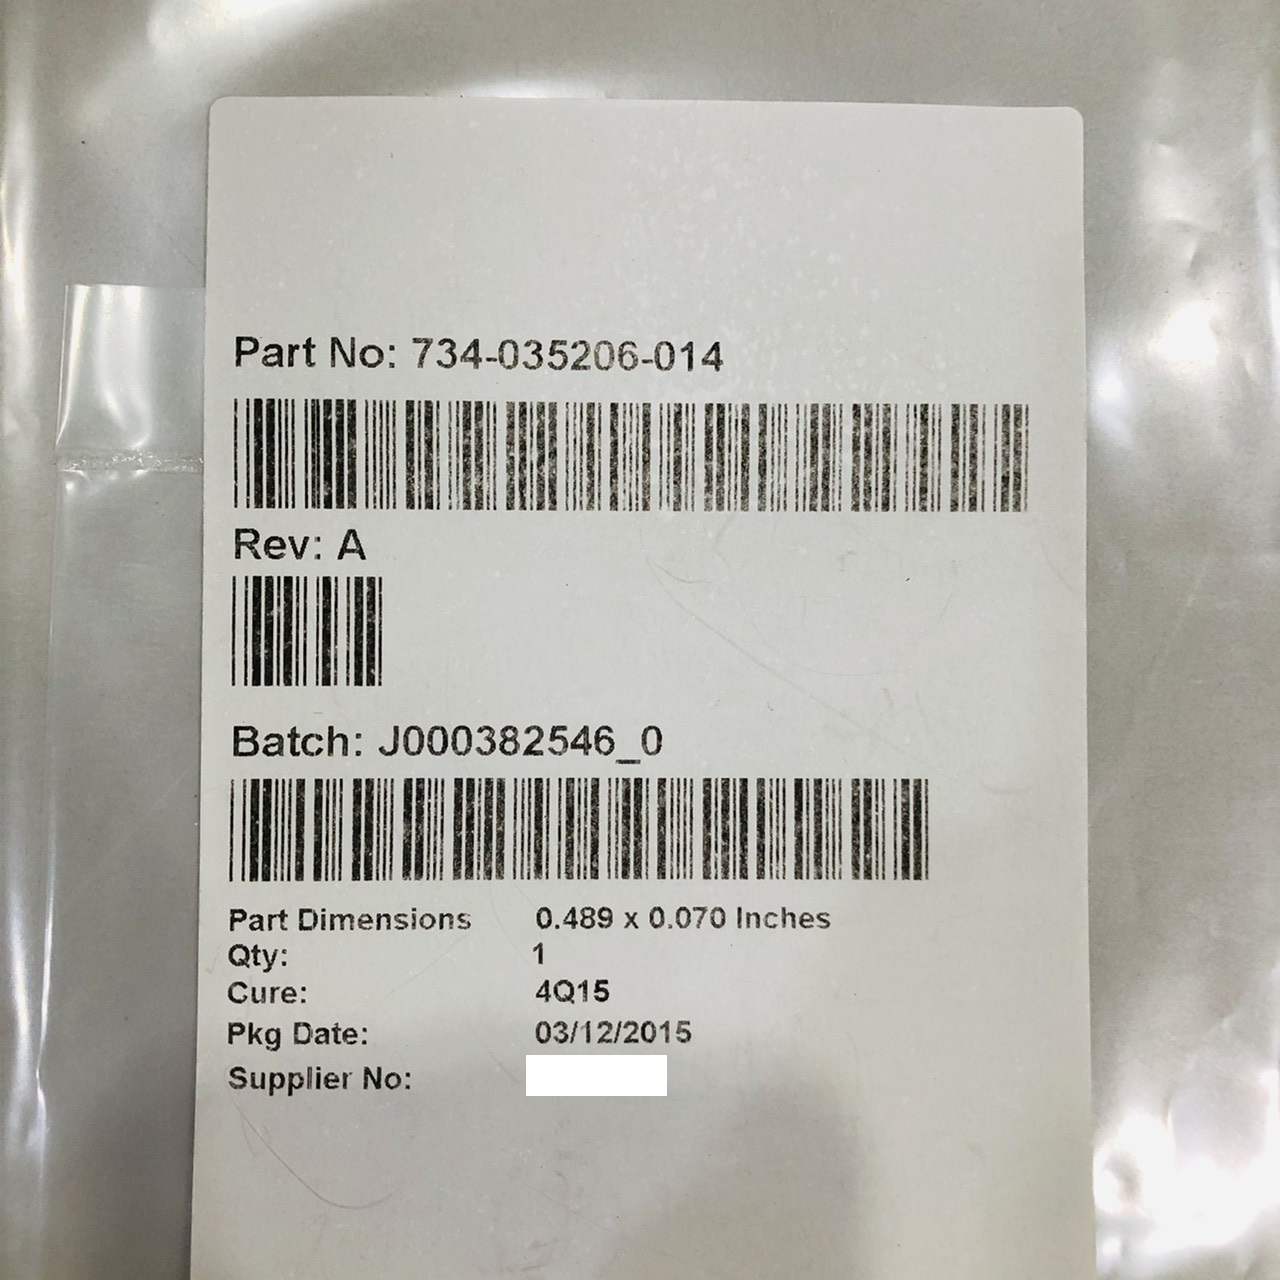 Part No: 734-035206-014
Rev: A
Batch: J000382546_0
Part Dimensions 0.489 x 0.070 Inches
Qty: 1
Cure: 4Q15
Pkg Date: 03/12/2015
Supplier No: